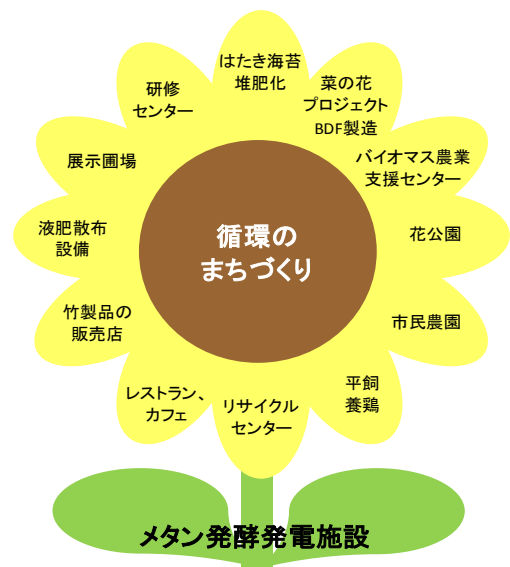 はたき海苔
堆肥化
菜の花
プロジェクト
BDF製造
バイオマス農業
支援センター
花公園
市民農園
平飼
養鶏
リサイクル
センター
レストラン、
カフェ
竹製品の
販売店
液肥散布
設備
展示圃場
研修
センター
循環の
まちづくり
メタン発酵発電施設